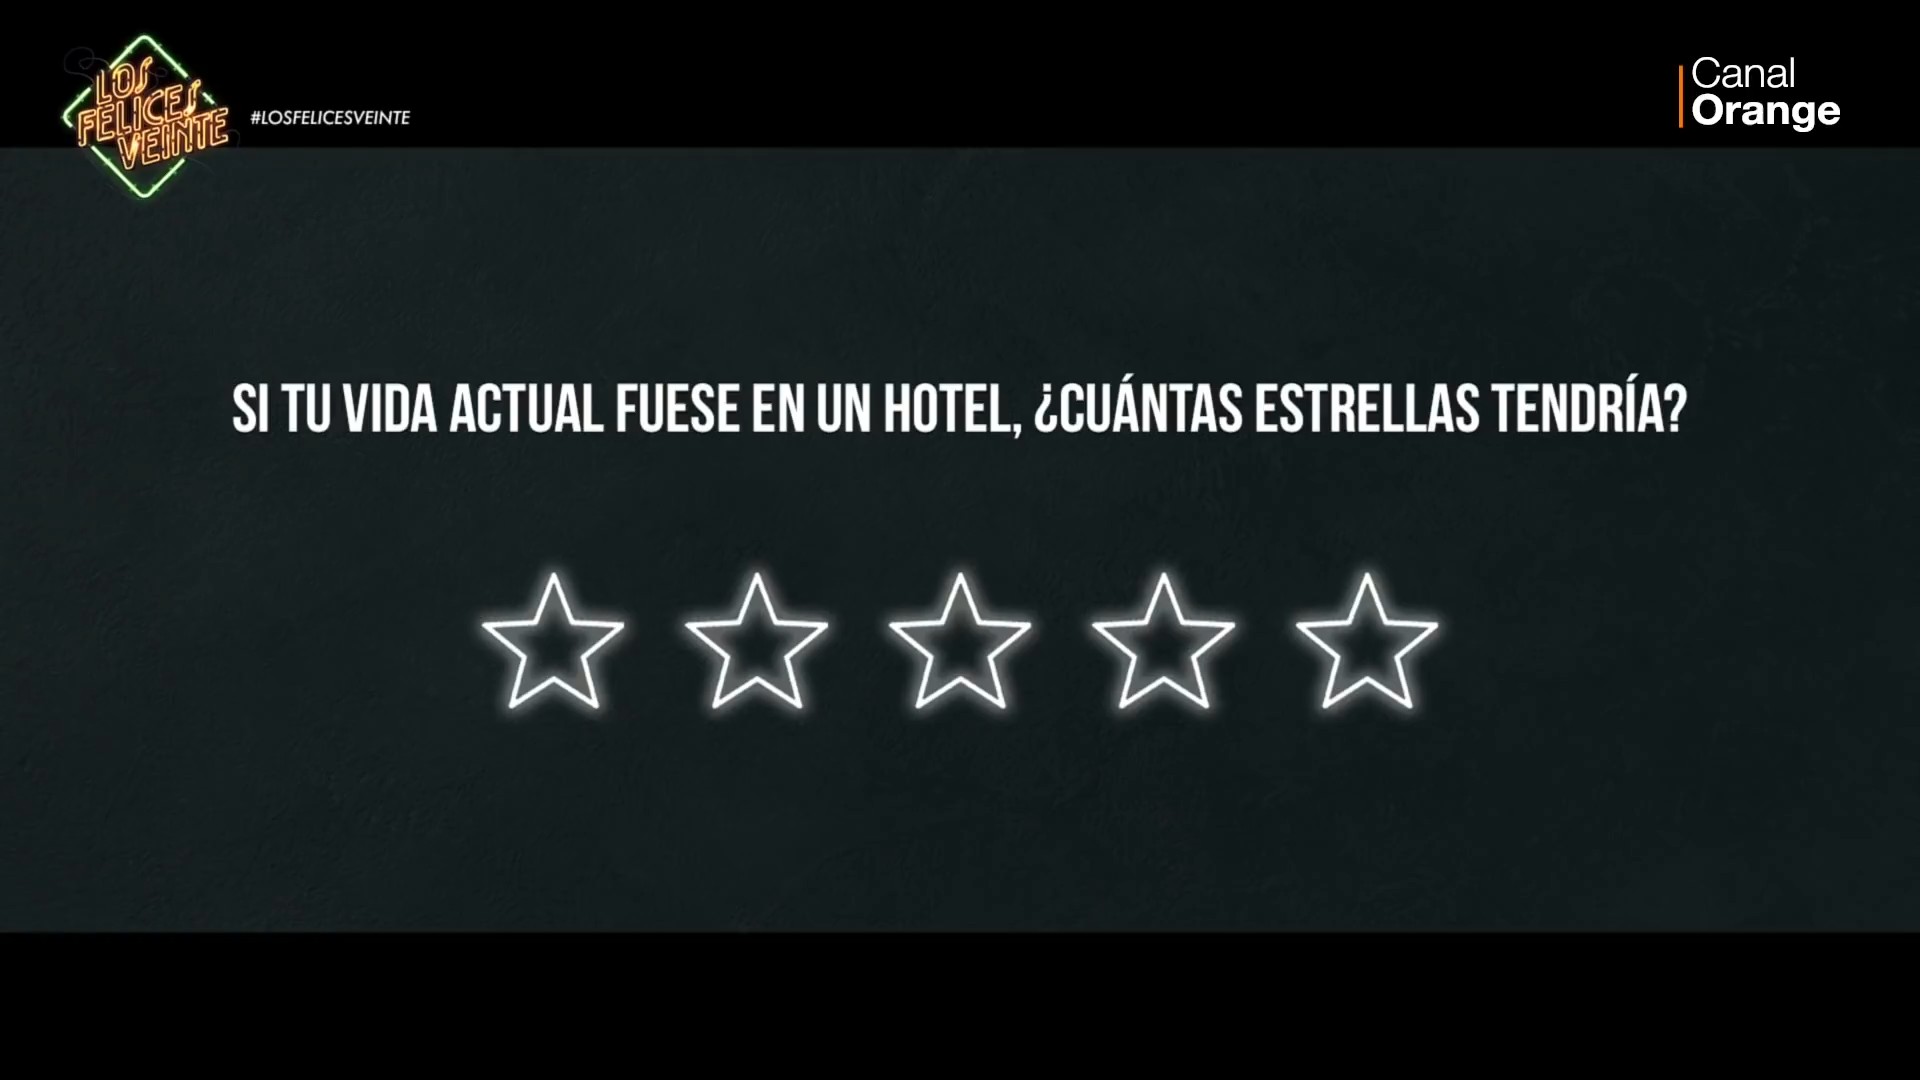 LOS
FELICES
VEINTE
#LOSFELICESVEINTE
Canal
Orange
SI TU VIDA ACTUAL FUESE EN UN HOTEL, ¿CUÁNTAS ESTRELLAS TENDRÍA?